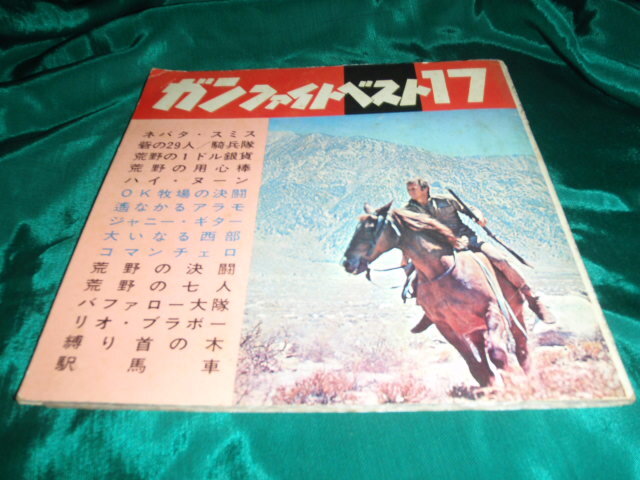 ガンファイトベスト17
ネバタ・スミス
砦の29人/騎兵隊
荒野の1ドル銀貨
荒野の用心棒
ハイ・ヌーン
OK牧場の決闘
遥なかるアラモ
ジャニー・ギター
大いなる西部
コマンチェロ
荒野の決闘
荒野の七人
バファロー大隊
リオ・ブラボー
縛り首の木
駅馬車